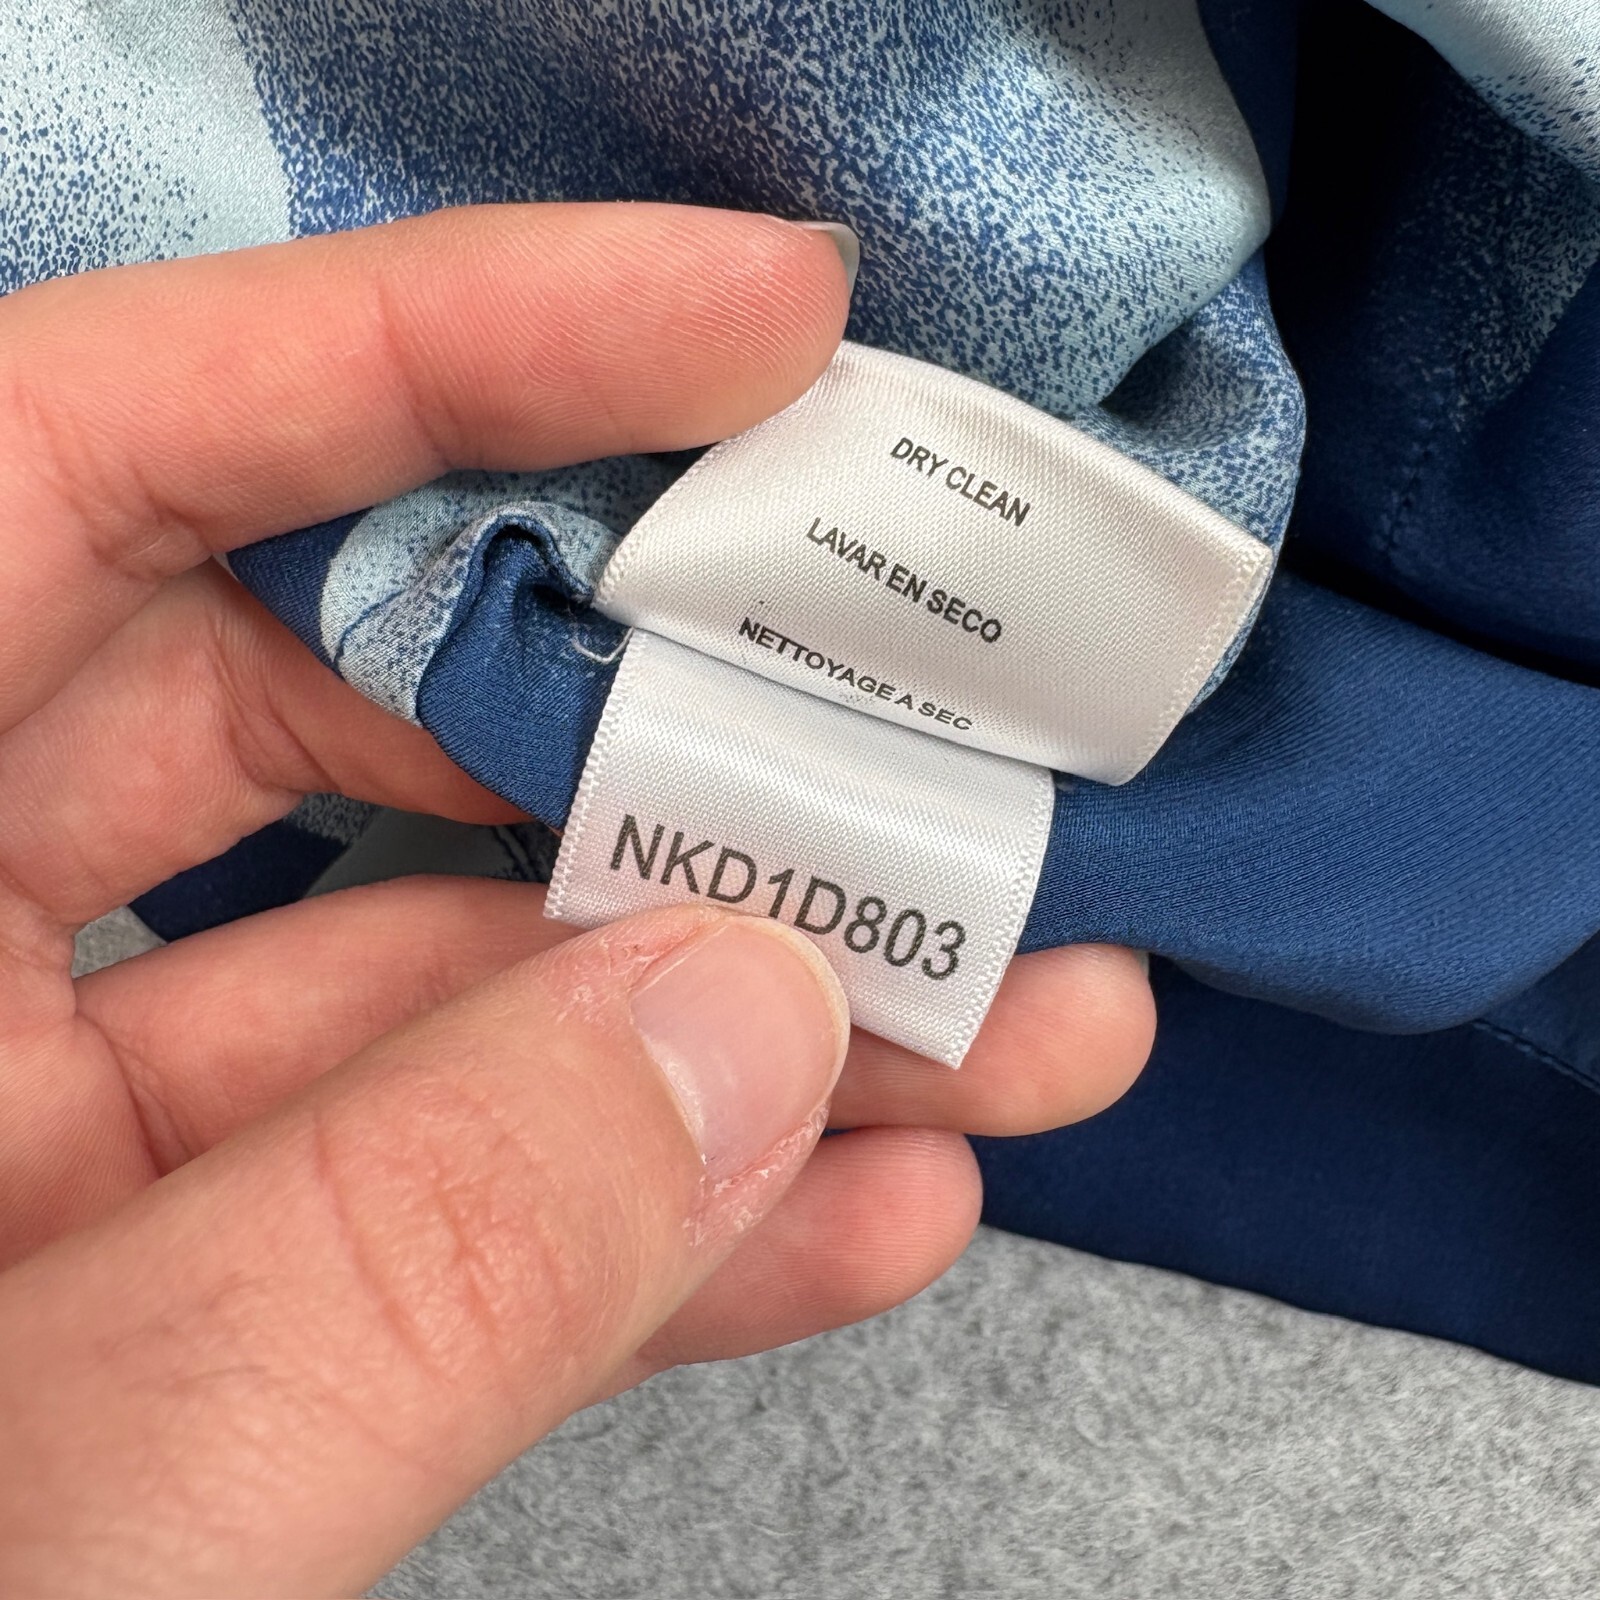 DRY CLEAN
LAVAR EN SECO
NETTOYAGE A SEC
NKD1D803